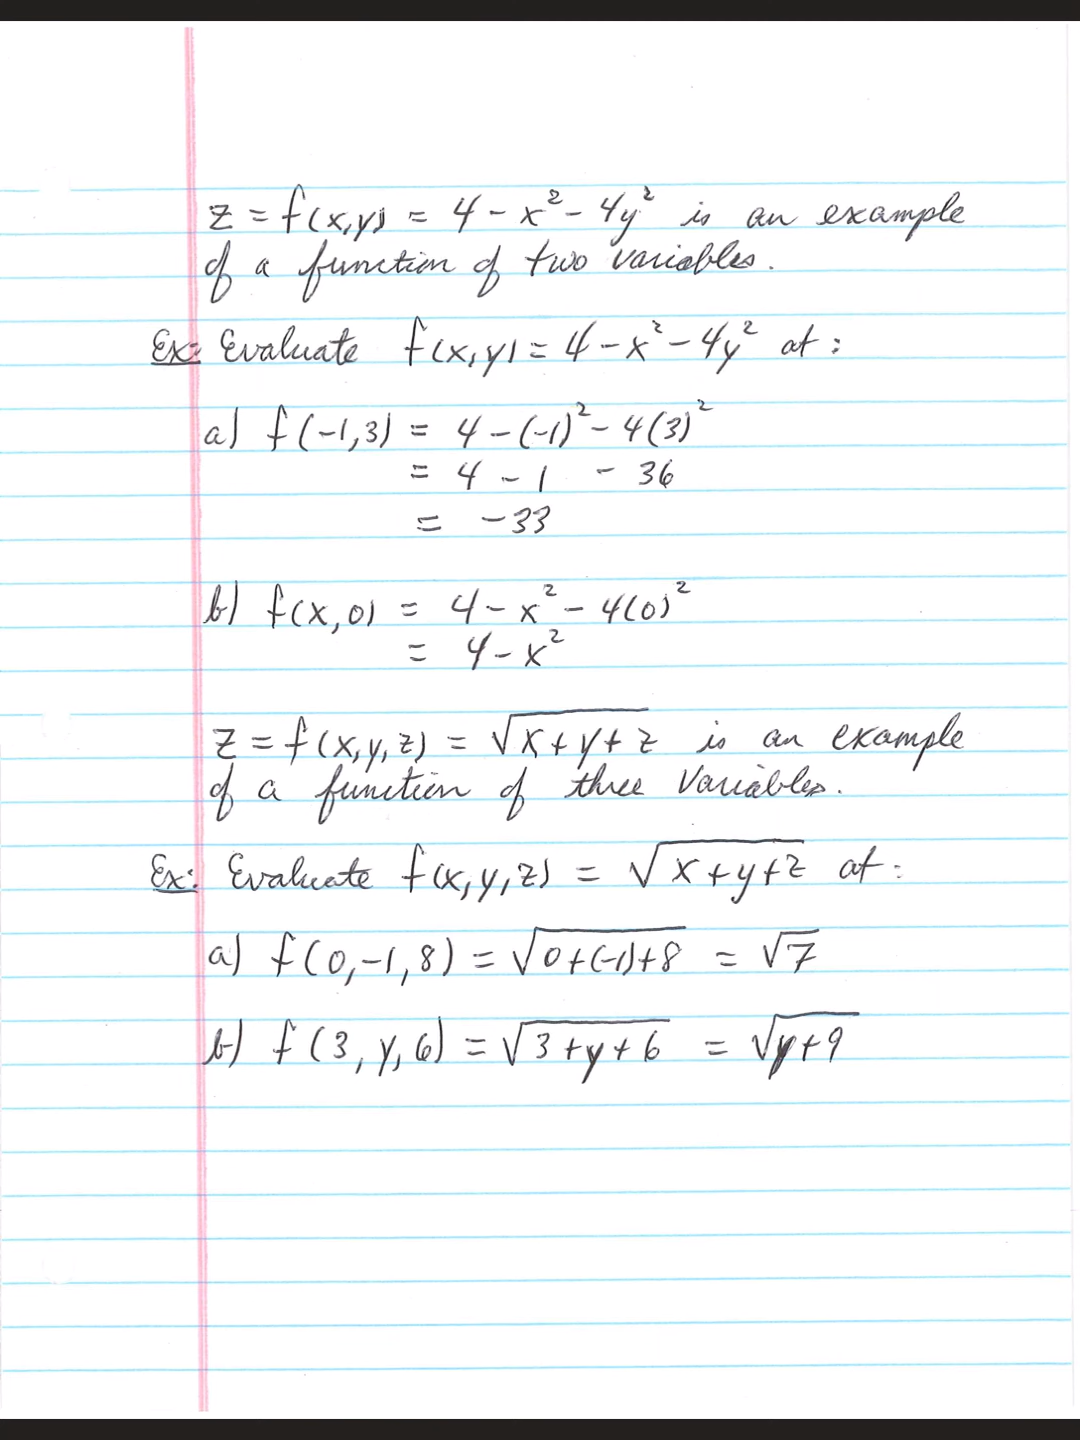 z = f(x,y) = 4 - x² - 4y² is an example
of a function of two variables.
Ex: Evaluate f(x,y) = 4 - x² - 4y² at:
a) f(-1,3) = 4 - (-1)² - 4(3)²
= 4 - 1 - 36
= -33
b) f(x,0) = 4 - x² - 4(0)²
= 4 - x²
z = f(x,y,z) = √(x+y+z) is an example
of a function of three variables.
Ex: Evaluate f(x,y,z) = √(x+y+z) at:
a) f(0,-1,8) = √(0+(-1)+8) = √7
b) f(3,y,6) = √(3+y+6) = √(y+9)